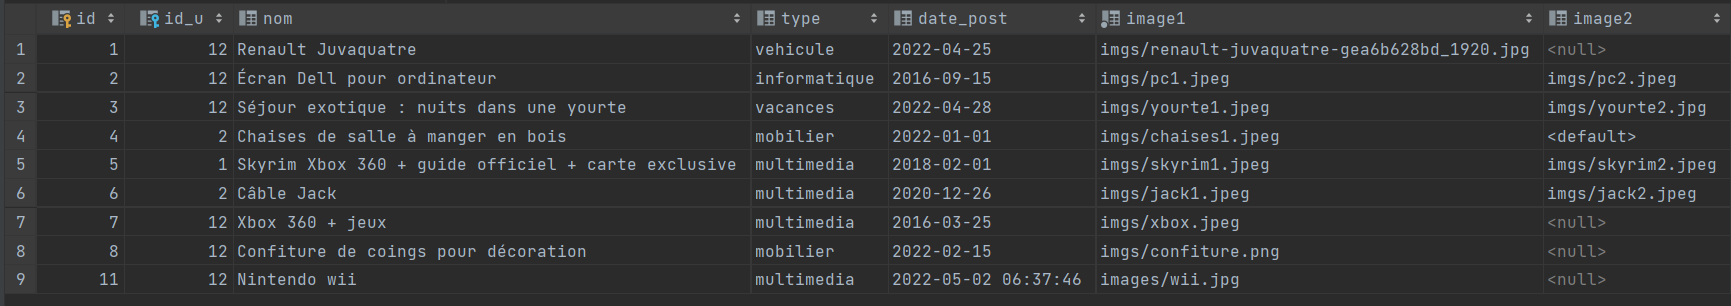 id id_u nom type date_post image1 image2
1 1 12 Renault Juvaquatre vehicule 2022-04-25 imgs/renault-juvaquatre-gea6b628bd_1920.jpg <null>
2 2 12 Écran Dell pour ordinateur informatique 2016-09-15 imgs/pc1.jpeg imgs/pc2.jpeg
3 3 12 Séjour exotique : nuits dans une yourte vacances 2022-04-28 imgs/yourte1.jpeg imgs/yourte2.jpg
4 4 2 Chaises de salle à manger en bois mobilier 2022-01-01 imgs/chaises1.jpeg <default>
5 5 1 Skyrim Xbox 360 + guide officiel + carte exclusive multimedia 2018-02-01 imgs/skyrim1.jpeg imgs/skyrim2.jpeg
6 6 2 Câble Jack multimedia 2020-12-26 imgs/jack1.jpeg imgs/jack2.jpeg
7 7 12 Xbox 360 + jeux multimedia 2016-03-25 imgs/xbox.jpeg <null>
8 8 12 Confiture de coings pour décoration mobilier 2022-02-15 imgs/confiture.png <null>
9 11 12 Nintendo wii multimedia 2022-05-02 06:37:46 images/wii.jpg <null>